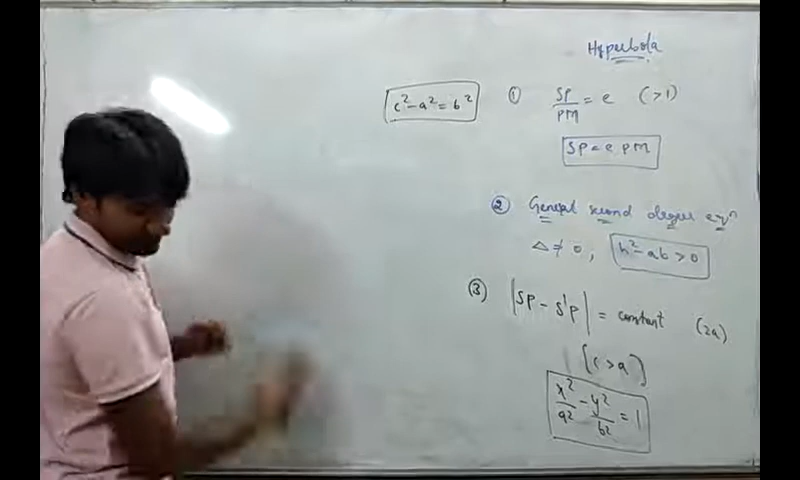 Hyperbola
c² - a² = b²
① SP/PM = e (>1)
SP = e PM
② General second degree eqⁿ
Δ ≠ 0, h² - ab > 0
③ |SP - S'P| = constant (2a)
(c > a)
x²/a² - y²/b² = 1